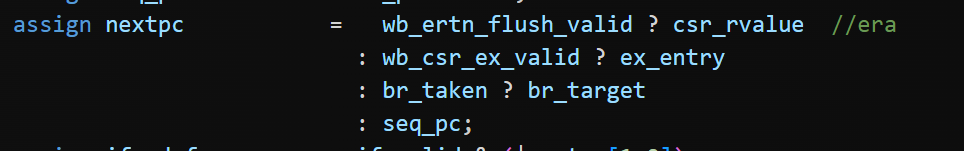 assign nextpc = wb_ertn_flush_valid ? csr_rvalue //era
: wb_csr_ex_valid ? ex_entry
: br_taken ? br_target
: seq_pc;